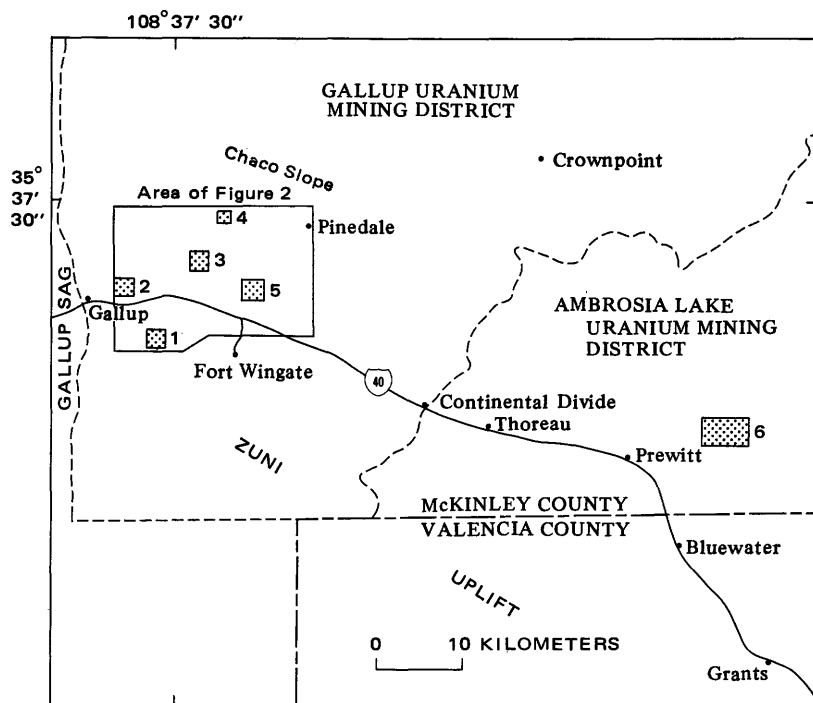 108° 37' 30''
GALLUP URANIUM
MINING DISTRICT
Crownpoint
Chaco Slope
35°
37'
30''
Area of Figure 2
4
Pinedale
3
2
5
GALLUP SAG
Gallup
1
Fort Wingate
AMBROSIA LAKE
URANIUM MINING
DISTRICT
40
Continental Divide
Thoreau
6
Prewitt
ZUNI
McKINLEY COUNTY
VALENCIA COUNTY
Bluewater
UPLIFT
0 10 KILOMETERS
Grants